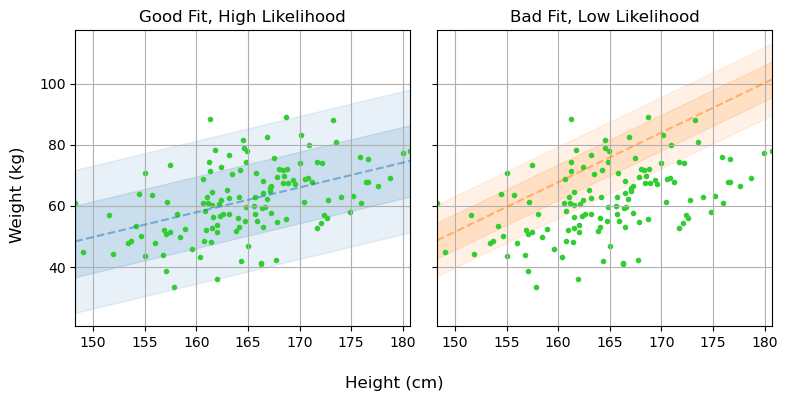 Good Fit, High Likelihood
Bad Fit, Low Likelihood
Weight (kg)
100
80
60
40
150 155 160 165 170 175 180
150 155 160 165 170 175 180
Height (cm)